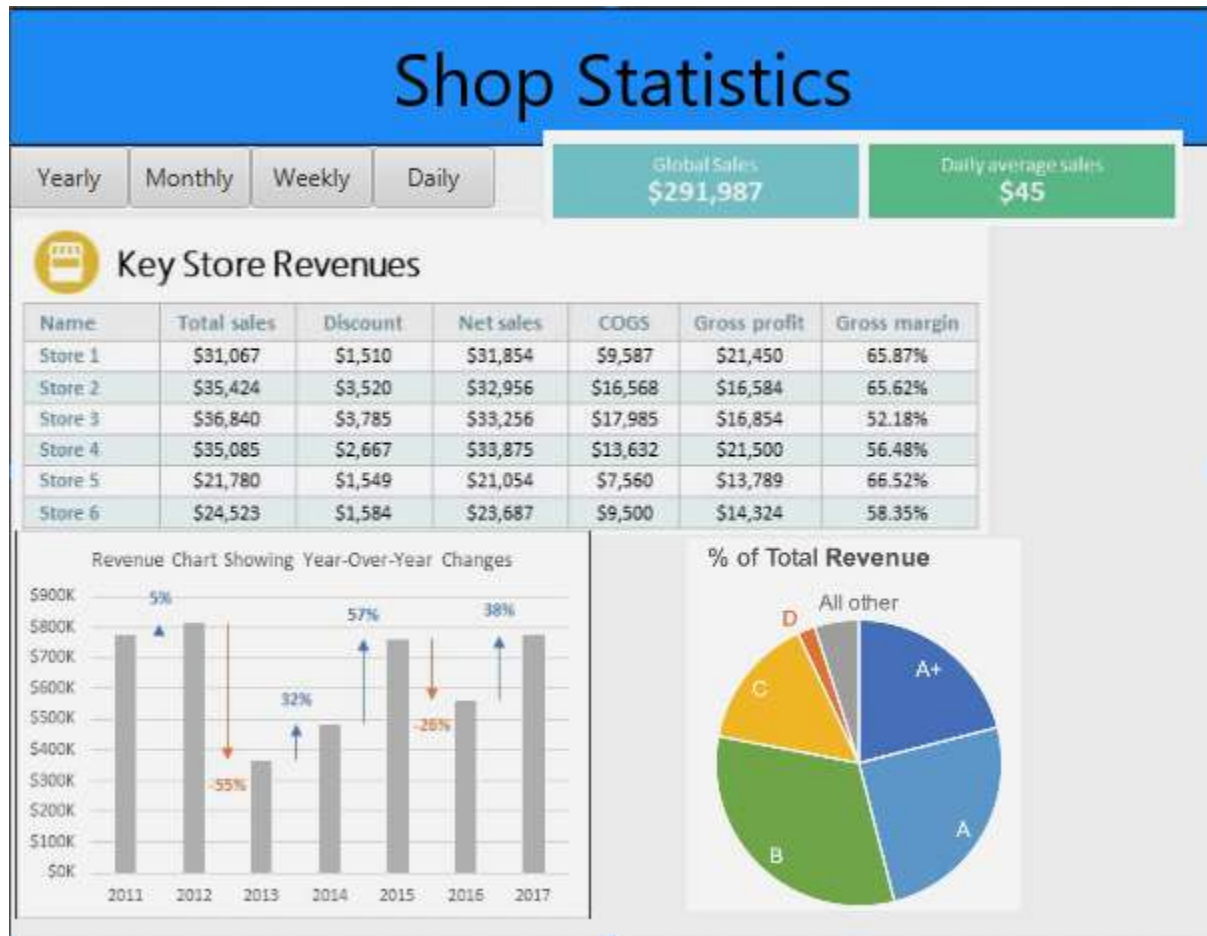 Shop Statistics
Yearly Monthly Weekly Daily
Global Sales
$291,987
Daily average sales
$45
Key Store Revenues
Name Total sales Discount Net sales COGS Gross profit Gross margin
Store 1 $31,067 $1,510 $31,854 $9,587 $21,450 65.87%
Store 2 $35,424 $3,520 $32,956 $16,568 $16,584 65.62%
Store 3 $36,840 $3,785 $33,256 $17,985 $16,854 52.18%
Store 4 $35,085 $2,667 $33,875 $13,632 $21,500 56.48%
Store 5 $21,780 $1,549 $21,054 $7,560 $13,789 66.52%
Store 6 $24,523 $1,584 $23,687 $9,500 $14,324 58.35%
Revenue Chart Showing Year-Over-Year Changes
$900K
$800K
$700K
$600K
$500K
$400K
$300K
$200K
$100K
$0K
5%
-55%
32%
57%
-26%
38%
2011 2012 2013 2014 2015 2016 2017
% of Total Revenue
All other
D
A+
C
A
B